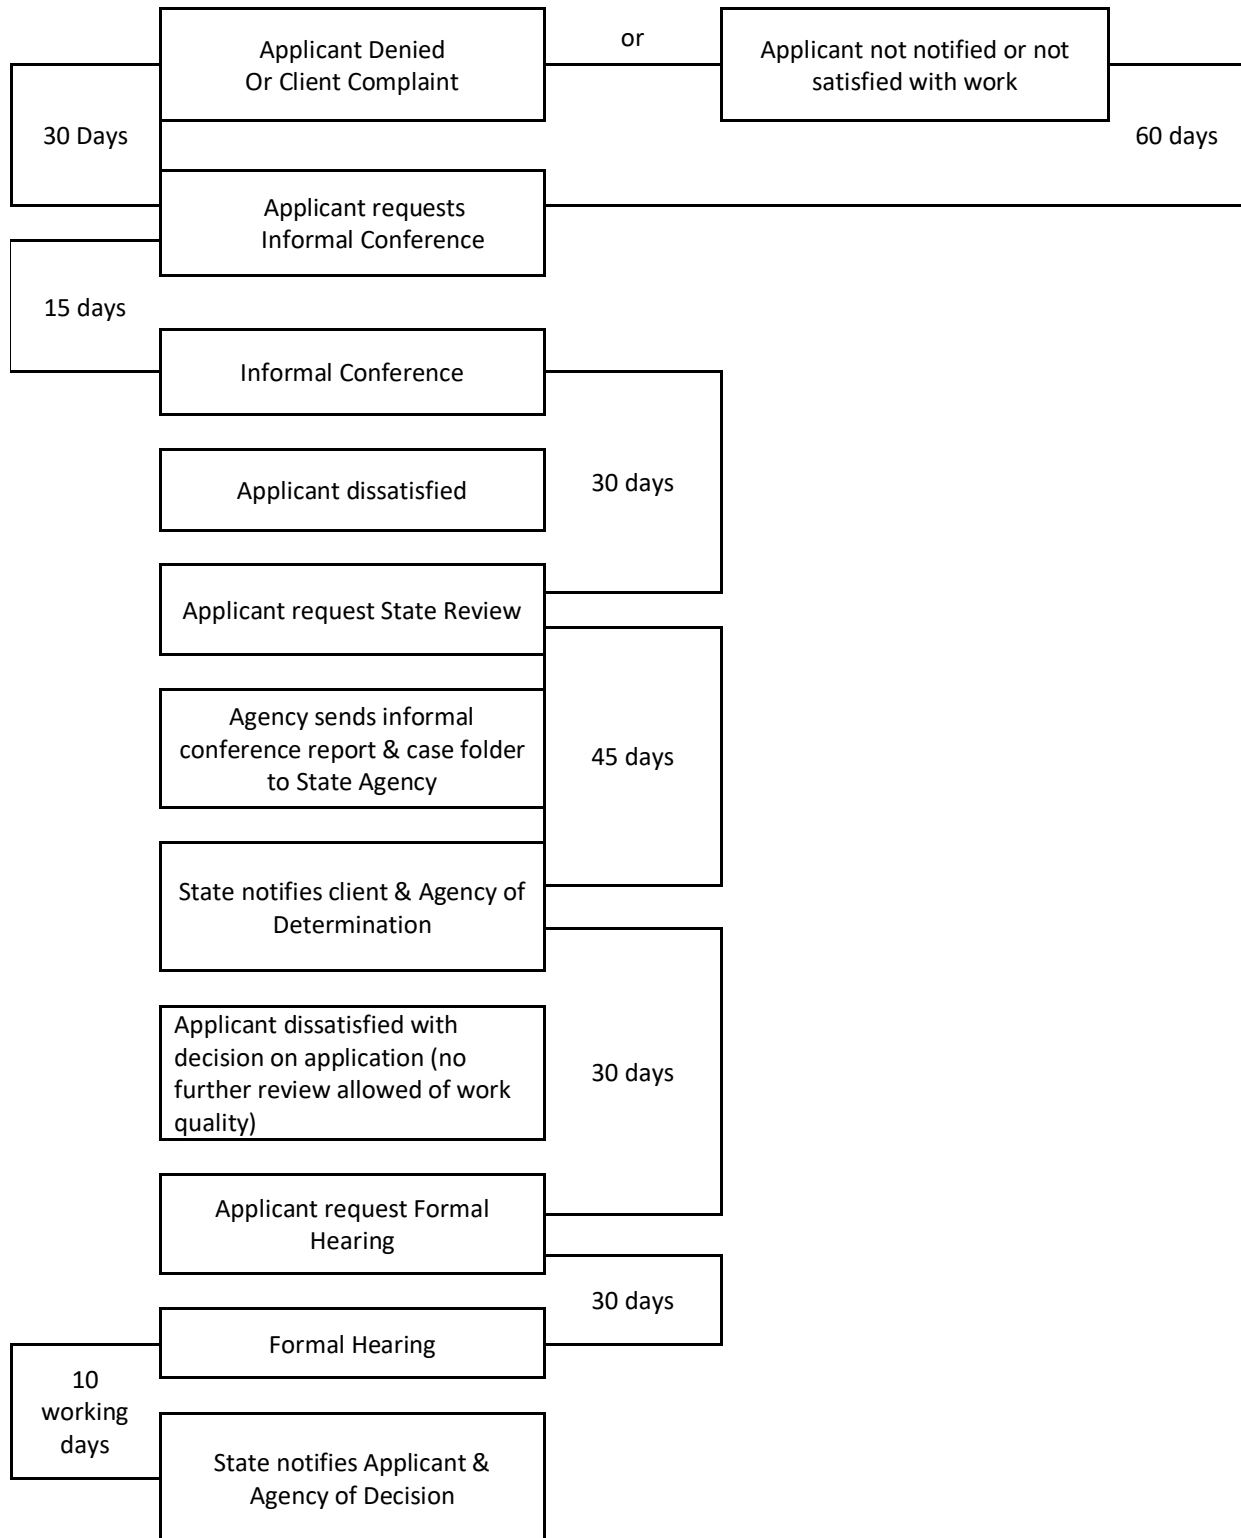 Applicant Denied
Or Client Complaint
or
Applicant not notified or not
satisfied with work
30 Days
60 days
Applicant requests
Informal Conference
15 days
Informal Conference
Applicant dissatisfied
30 days
Applicant request State Review
Agency sends informal
conference report & case folder
to State Agency
45 days
State notifies client & Agency of
Determination
Applicant dissatisfied with
decision on application (no
further review allowed of work
quality)
30 days
Applicant request Formal
Hearing
30 days
Formal Hearing
10
working
days
State notifies Applicant &
Agency of Decision